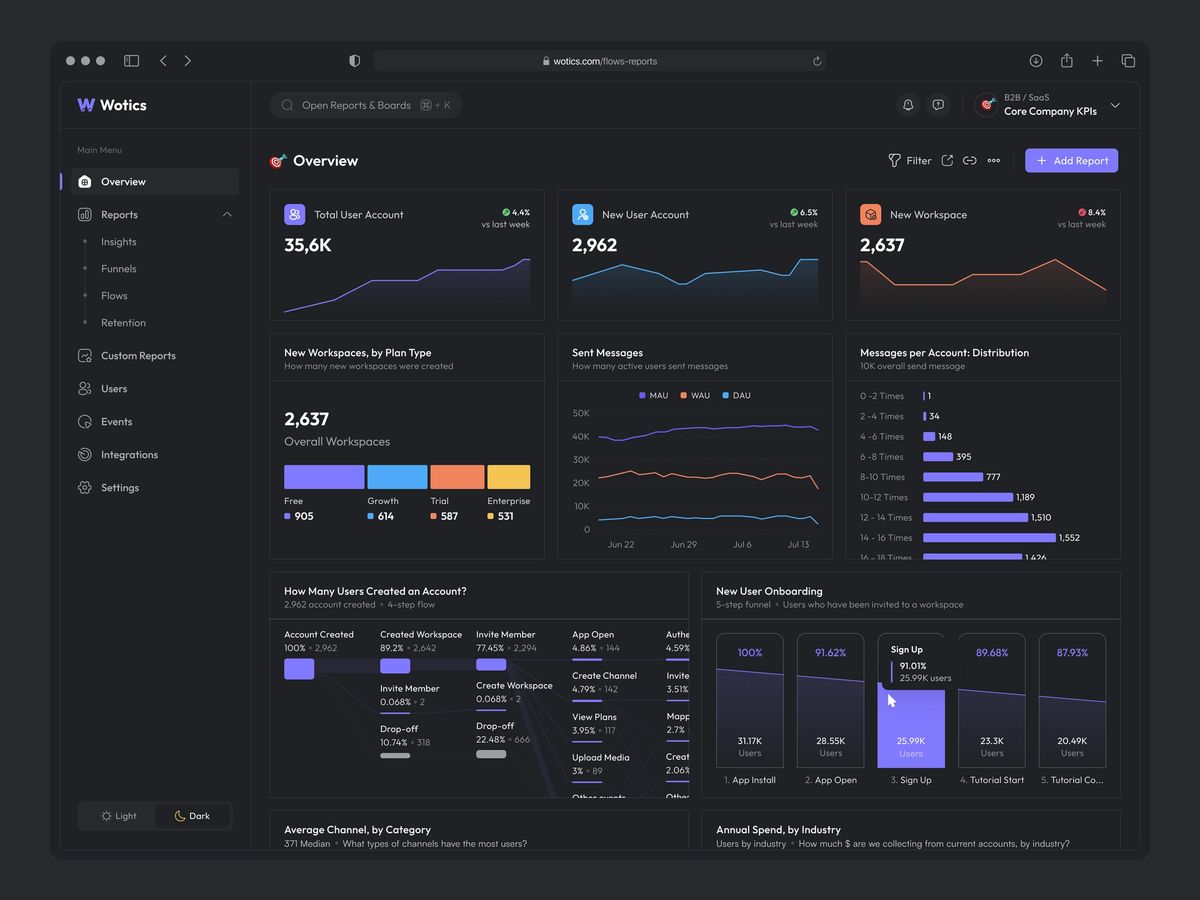 wotics.com/flows-reports
Wotics
Open Reports & Boards ⌘ + K
B2B / SaaS
Core Company KPIs
Main Menu
Overview
Reports
Insights
Funnels
Flows
Retention
Custom Reports
Users
Events
Integrations
Settings
Light
Dark
Overview
Filter
+ Add Report
Total User Account
4.4%
vs last week
35,6K
New User Account
6.5%
vs last week
2,962
New Workspace
8.4%
vs last week
2,637
New Workspaces, by Plan Type
How many new workspaces were created
2,637
Overall Workspaces
Free
905
Growth
614
Trial
587
Enterprise
531
Sent Messages
How many active users sent messages
MAU WAU DAU
50K
40K
30K
20K
10K
0
Jun 22 Jun 29 Jul 6 Jul 13
Messages per Account: Distribution
10K overall send message
0 -2 Times 1
2 -4 Times 34
4 -6 Times 148
6 -8 Times 395
8-10 Times 777
10-12 Times 1,189
12 - 14 Times 1,510
14 - 16 Times 1,552
16 - 18 Times 1,426
How Many Users Created an Account?
2,962 account created • 4-step flow
Account Created
100% • 2,962
Created Workspace
89.2% • 2,642
Invite Member
0.068% • 2
Drop-off
10.74% • 318
Invite Member
77.45% • 2,294
Create Workspace
0.068% • 2
Drop-off
22.48% • 666
App Open
4.86% • 144
Create Channel
4.79% • 142
View Plans
3.95% • 117
Upload Media
3% • 89
Other events
Authe
4.59%
Invite
3.51%
Mapp
2.7%
Creat
2.06%
Othe
New User Onboarding
5-step funnel • Users who have been invited to a workspace
100%
31.17K
Users
1. App Install
91.62%
28.55K
Users
2. App Open
Sign Up
91.01%
25.99K users
25.99K
Users
3. Sign Up
89.68%
23.3K
Users
4. Tutorial Start
87.93%
20.49K
Users
5. Tutorial Co...
Average Channel, by Category
371 Median • What types of channels have the most users?
Annual Spend, by Industry
Users by industry • How much $ are we collecting from current accounts, by industry?